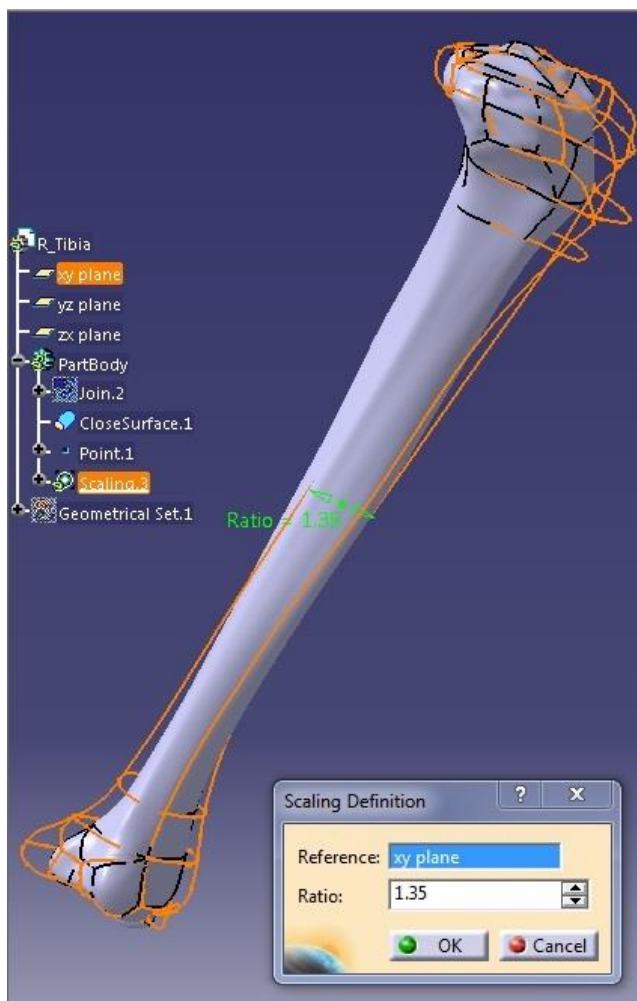 R_Tibia
xy plane
yz plane
zx plane
PartBody
Join.2
CloseSurface.1
Point.1
Scaling.3
Geometrical Set.1
Ratio = 1.35
Scaling Definition
? X
Reference: xy plane
Ratio: 1.35
OK Cancel